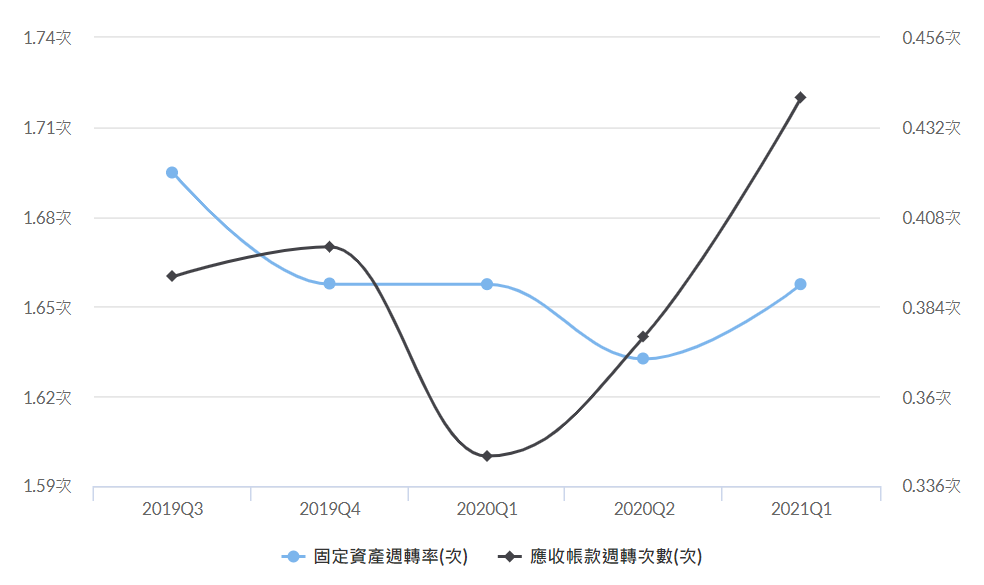 1.74次
0.456次
1.71次
0.432次
1.68次
0.408次
1.65次
0.384次
1.62次
0.36次
1.59次
0.336次
2019Q3 2019Q4 2020Q1 2020Q2 2021Q1
固定資產週轉率(次) 應收帳款週轉次數(次)